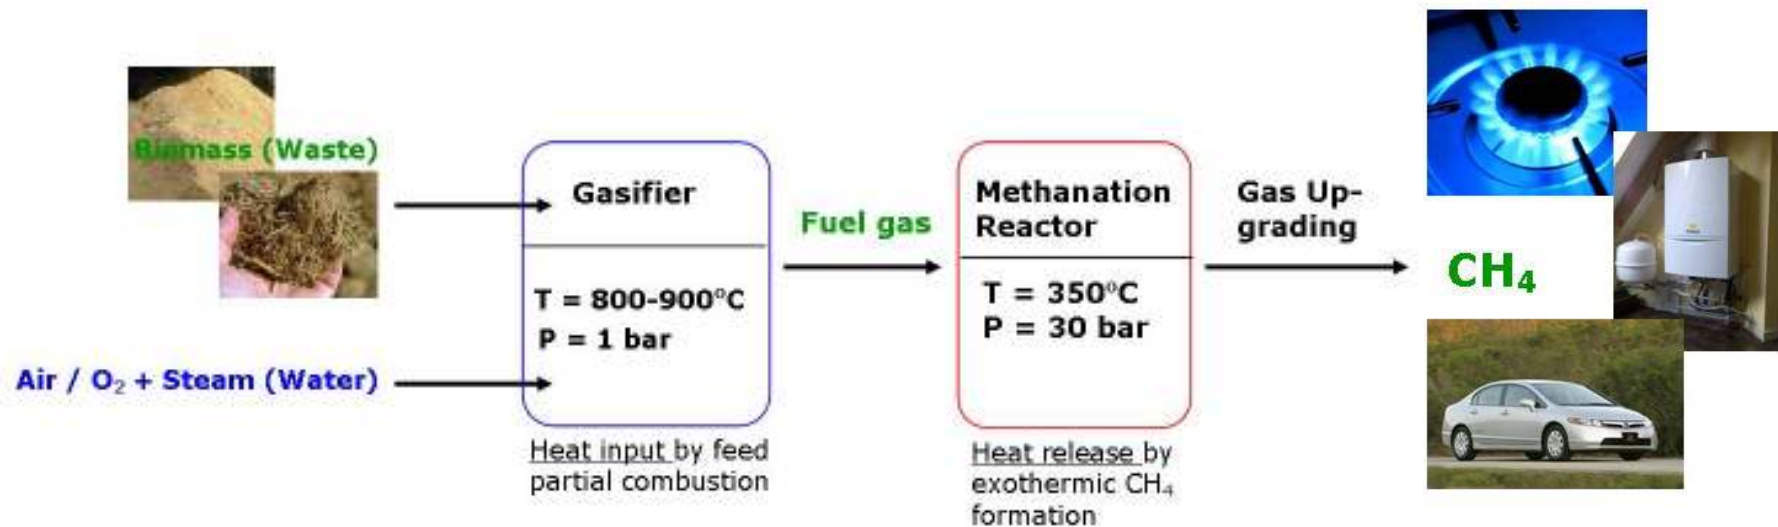 Biomass (Waste)
Air / O₂ + Steam (Water)
Gasifier
T = 800-900°C
P = 1 bar
Heat input by feed
partial combustion
Fuel gas
Methanation
Reactor
T = 350°C
P = 30 bar
Heat release by
exothermic CH₄
formation
Gas Up-
grading
CH₄